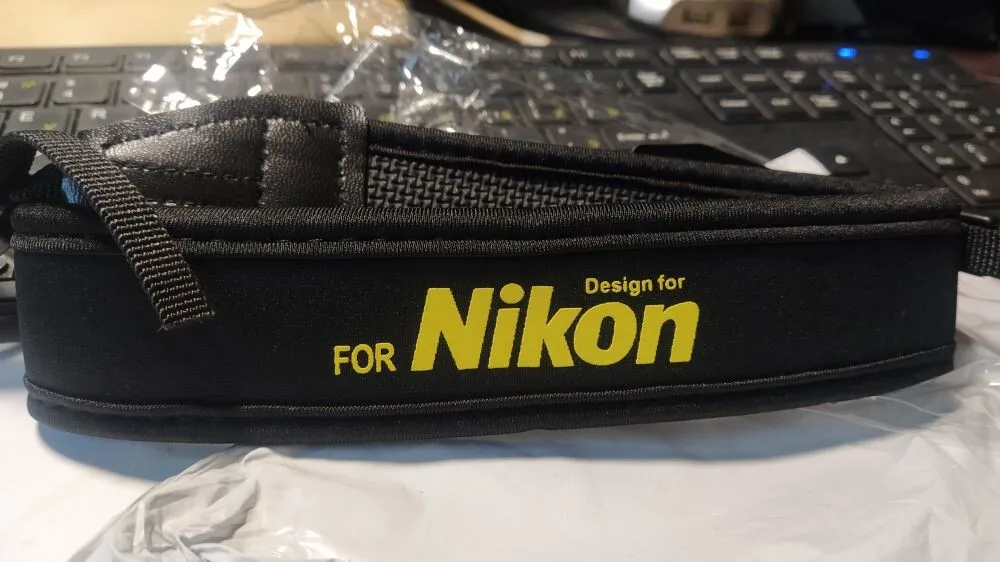 Design for
FOR Nikon
E
R